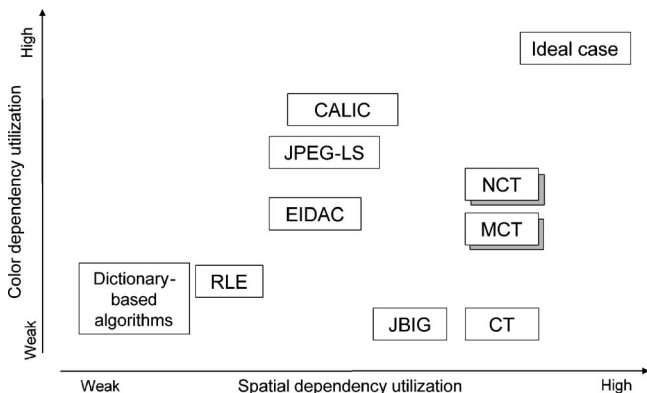 High
Ideal case
CALIC
JPEG-LS
Color dependency utilization
NCT
EIDAC
MCT
Dictionary-
based
algorithms
RLE
JBIG
CT
Weak
Weak
Spatial dependency utilization
High